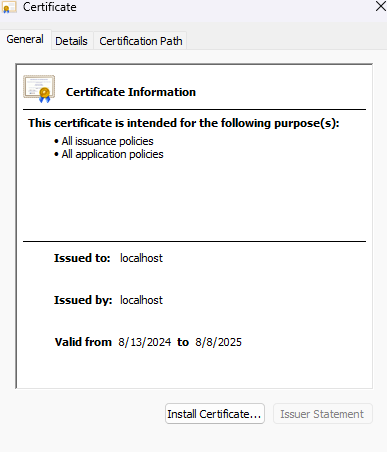 Certificate
General
Details
Certification Path
Certificate Information
This certificate is intended for the following purpose(s):
• All issuance policies
• All application policies
Issued to: localhost
Issued by: localhost
Valid from 8/13/2024 to 8/8/2025
Install Certificate...
Issuer Statement